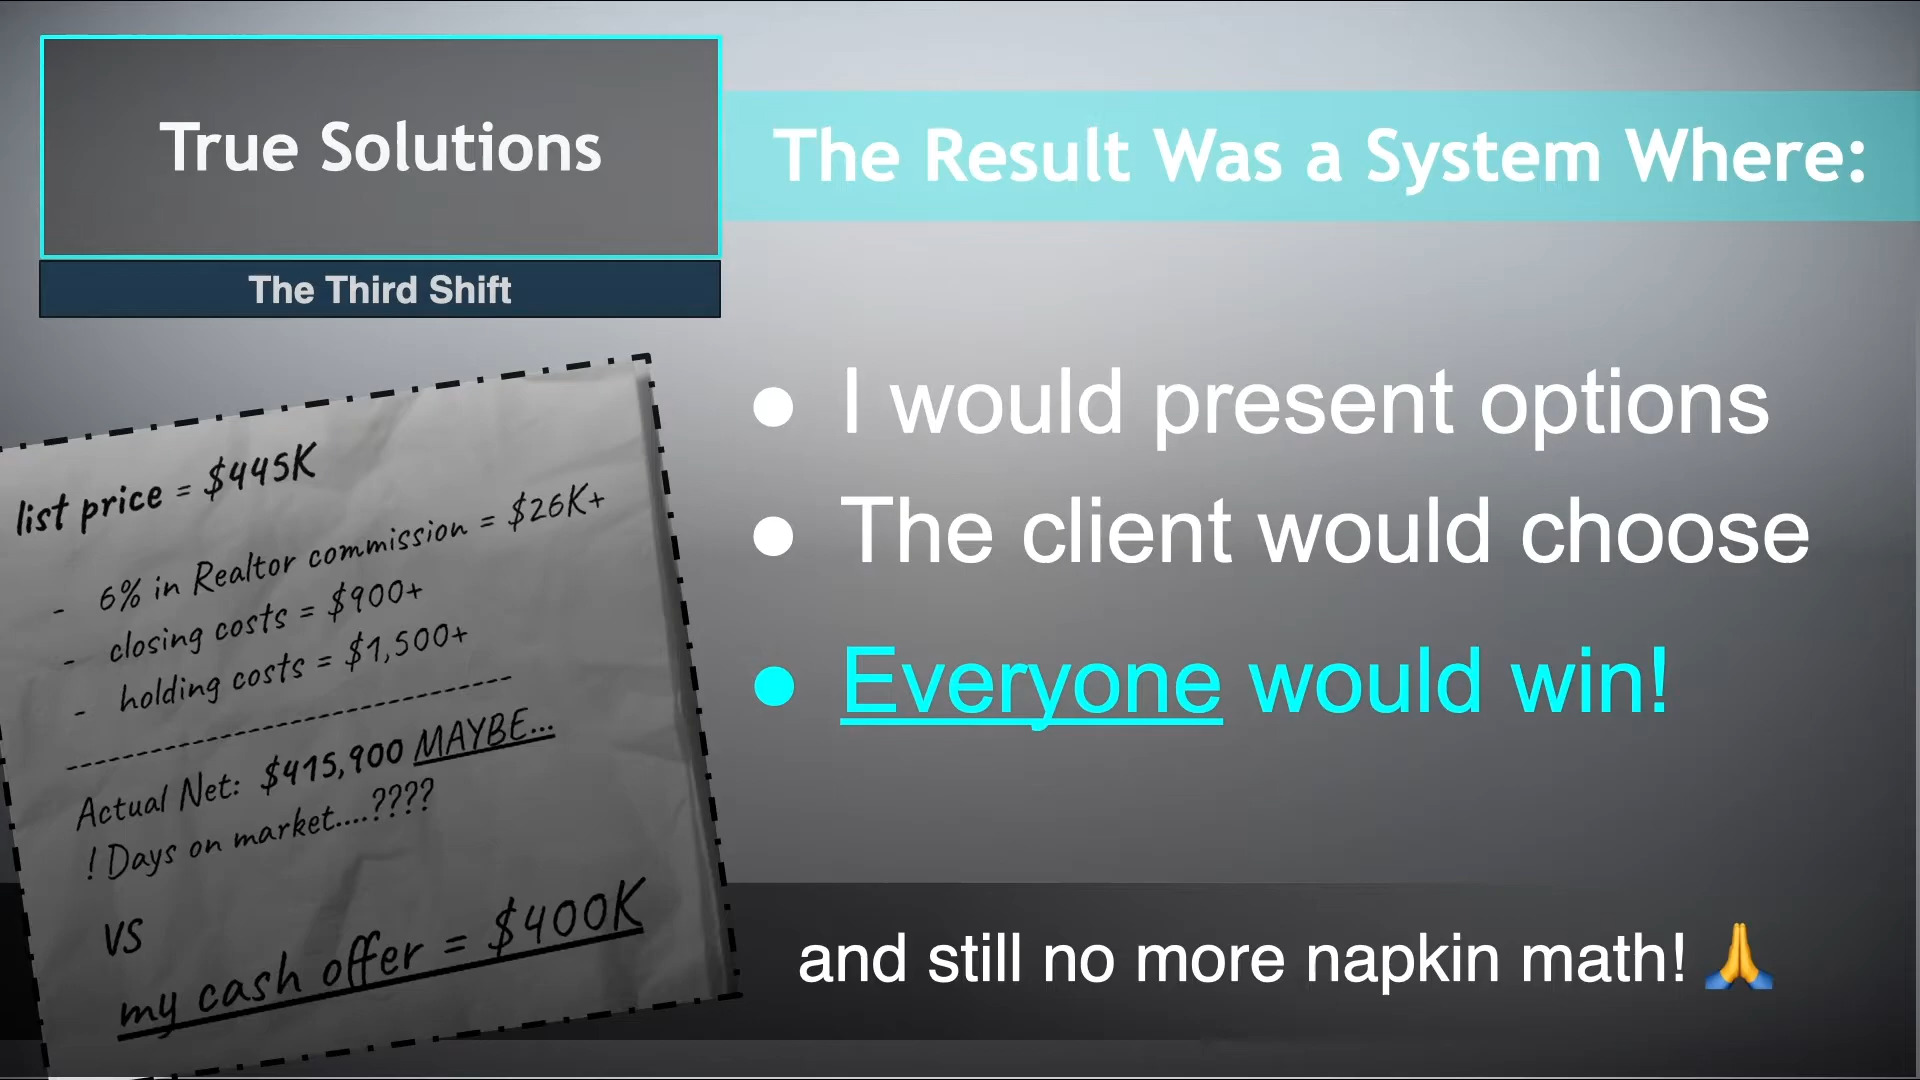 True Solutions
The Third Shift
The Result Was a System Where:
● I would present options
● The client would choose
● Everyone would win!
and still no more napkin math! 🙏
list price = $445K
- 6% in Realtor commission = $26K+
- closing costs = $900+
- holding costs = $1,500+
--------------------------------
Actual Net: $415,900 MAYBE...
! Days on market....????
VS
my cash offer = $400K